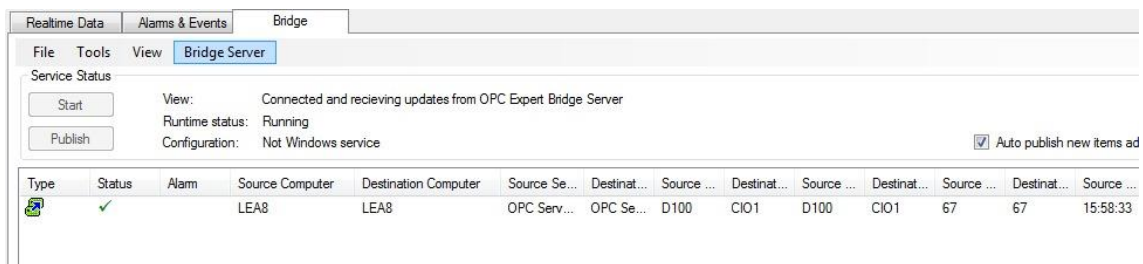 Realtime Data Alarms & Events Bridge
File Tools View Bridge Server
Service Status
Start View: Connected and recieving updates from OPC Expert Bridge Server
Runtime status: Running
Publish Configuration: Not Windows service Auto publish new items ad
Type Status Alarm Source Computer Destination Computer Source Se... Destinat... Source ... Destinat... Source ... Destinat... Source ... Destinat... Source ...
LEA8 LEA8 OPC Serv... OPC Se... D100 CIO1 D100 CIO1 67 67 15:58:33